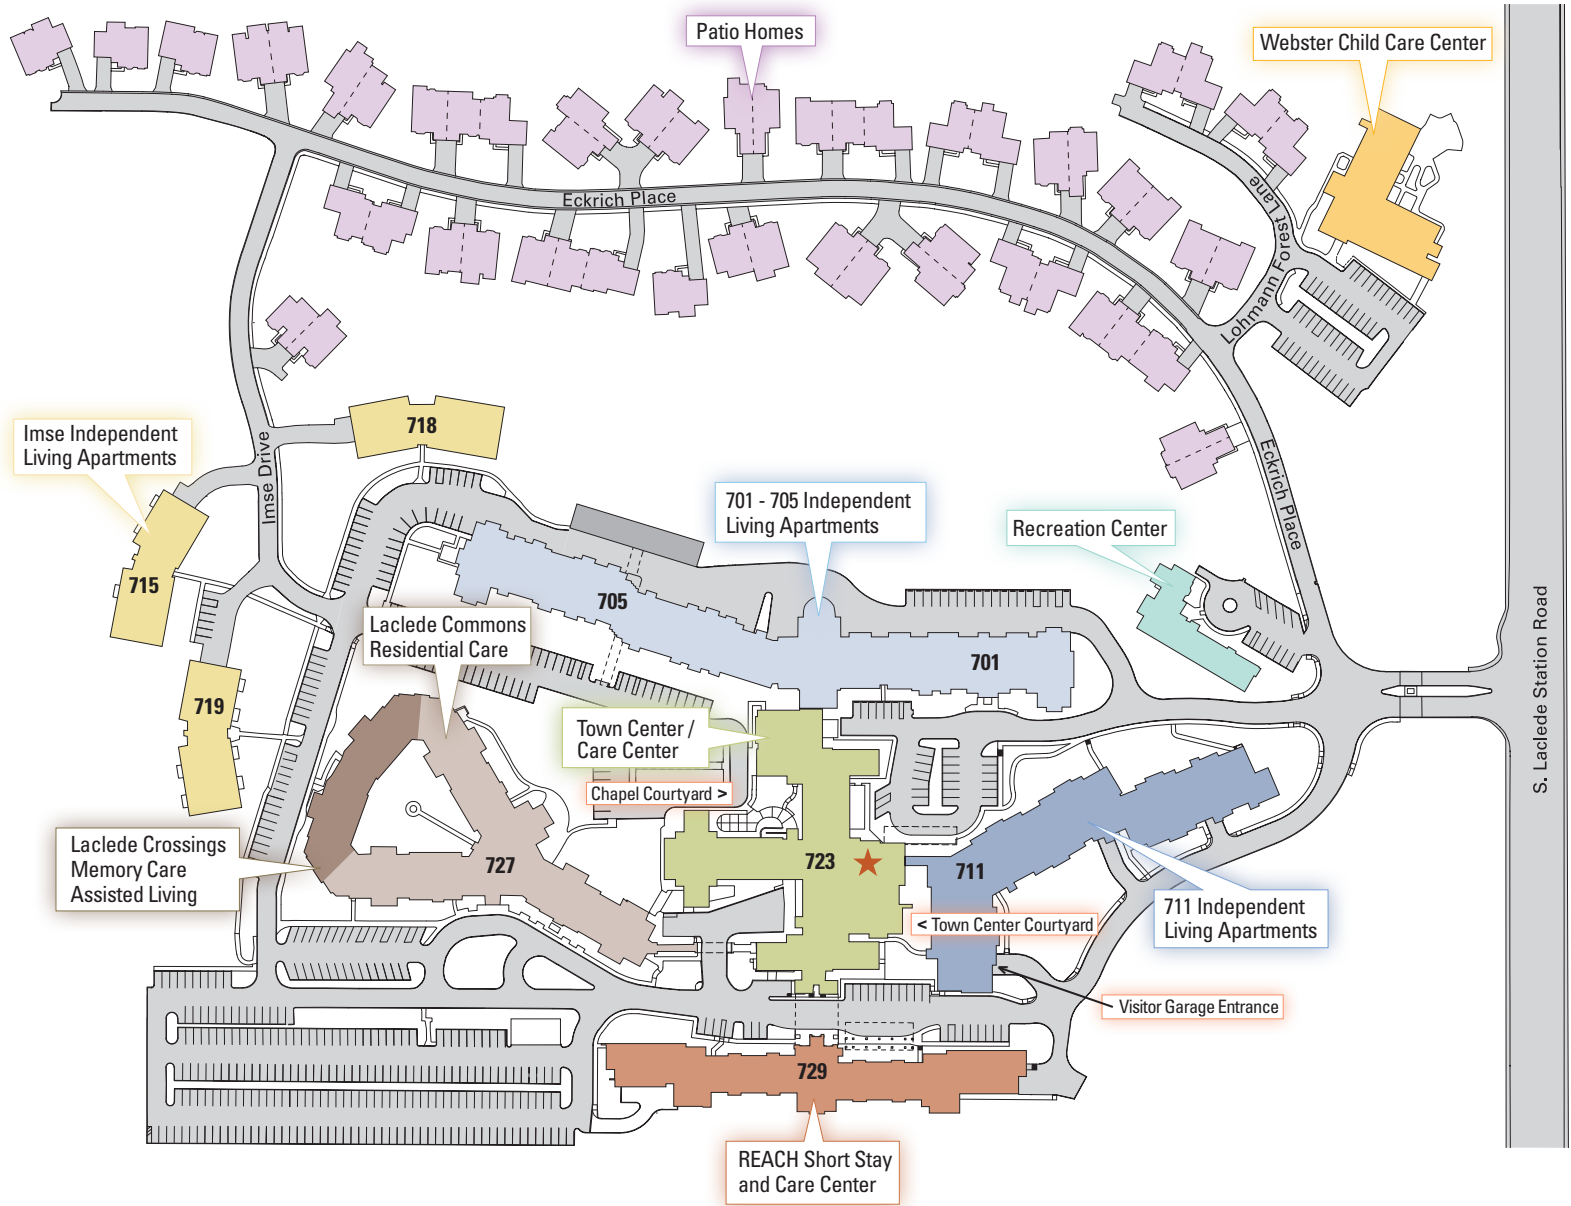 Patio Homes
Webster Child Care Center
Eckrich Place
Lohmann Forest Lane
Imse Independent
Living Apartments
718
Imse Drive
Eckrich Place
701 - 705 Independent
Living Apartments
Recreation Center
715
705
Laclede Commons
Residential Care
701
S. Laclede Station Road
719
Town Center /
Care Center
Chapel Courtyard >
Laclede Crossings
Memory Care
Assisted Living
727
723
711
711 Independent
Living Apartments
< Town Center Courtyard
Visitor Garage Entrance
729
REACH Short Stay
and Care Center